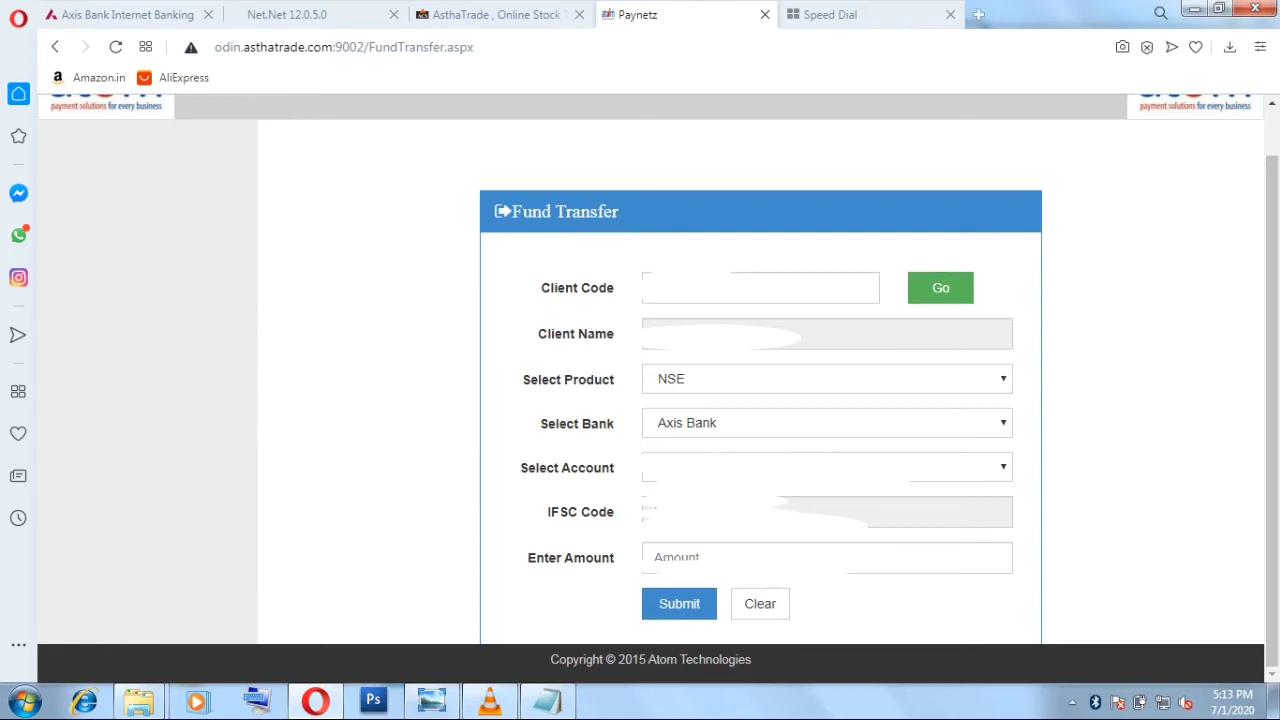 Axis Bank Internet Banking
Net.Net 12.0.5.0
AsthaTrade , Online Stock T
Paynetz
Speed Dial
odin.asthatrade.com:9002/FundTransfer.aspx
Amazon.in
AliExpress
payment solutions for every business
payment solutions for every business
Fund Transfer
Client Code
Go
Client Name
Select Product
NSE
Select Bank
Axis Bank
Select Account
IFSC Code
Enter Amount
Amount
Submit
Clear
Copyright © 2015 Atom Technologies
Ps
5:13 PM
7/1/2020